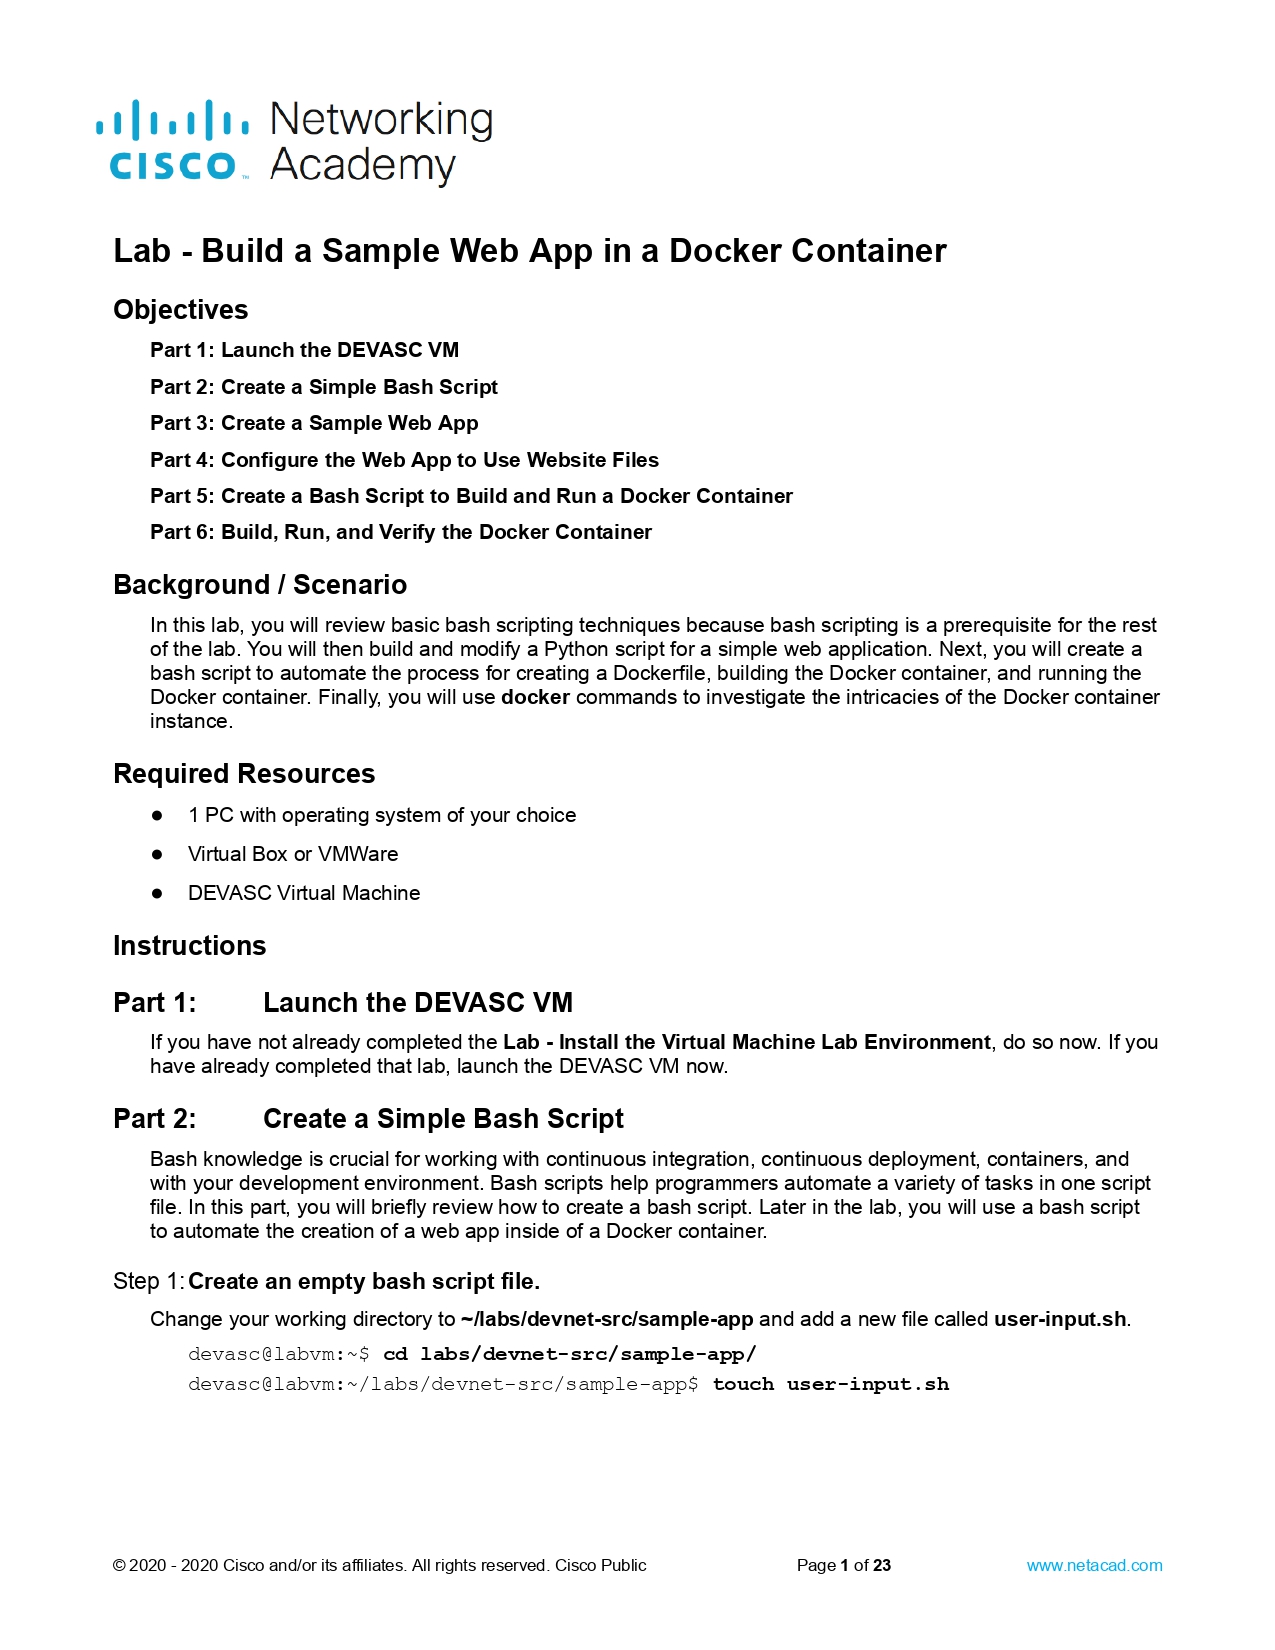 Networking
CISCO™ Academy
Lab - Build a Sample Web App in a Docker Container
Objectives
Part 1: Launch the DEVASC VM
Part 2: Create a Simple Bash Script
Part 3: Create a Sample Web App
Part 4: Configure the Web App to Use Website Files
Part 5: Create a Bash Script to Build and Run a Docker Container
Part 6: Build, Run, and Verify the Docker Container
Background / Scenario
In this lab, you will review basic bash scripting techniques because bash scripting is a prerequisite for the rest
of the lab. You will then build and modify a Python script for a simple web application. Next, you will create a
bash script to automate the process for creating a Dockerfile, building the Docker container, and running the
Docker container. Finally, you will use docker commands to investigate the intricacies of the Docker container
instance.
Required Resources
● 1 PC with operating system of your choice
● Virtual Box or VMWare
● DEVASC Virtual Machine
Instructions
Part 1: Launch the DEVASC VM
If you have not already completed the Lab - Install the Virtual Machine Lab Environment, do so now. If you
have already completed that lab, launch the DEVASC VM now.
Part 2: Create a Simple Bash Script
Bash knowledge is crucial for working with continuous integration, continuous deployment, containers, and
with your development environment. Bash scripts help programmers automate a variety of tasks in one script
file. In this part, you will briefly review how to create a bash script. Later in the lab, you will use a bash script
to automate the creation of a web app inside of a Docker container.
Step 1: Create an empty bash script file.
Change your working directory to ~/labs/devnet-src/sample-app and add a new file called user-input.sh.
devasc@labvm:~$ cd labs/devnet-src/sample-app/
devasc@labvm:~/labs/devnet-src/sample-app$ touch user-input.sh
© 2020 - 2020 Cisco and/or its affiliates. All rights reserved. Cisco Public Page 1 of 23 www.netacad.com